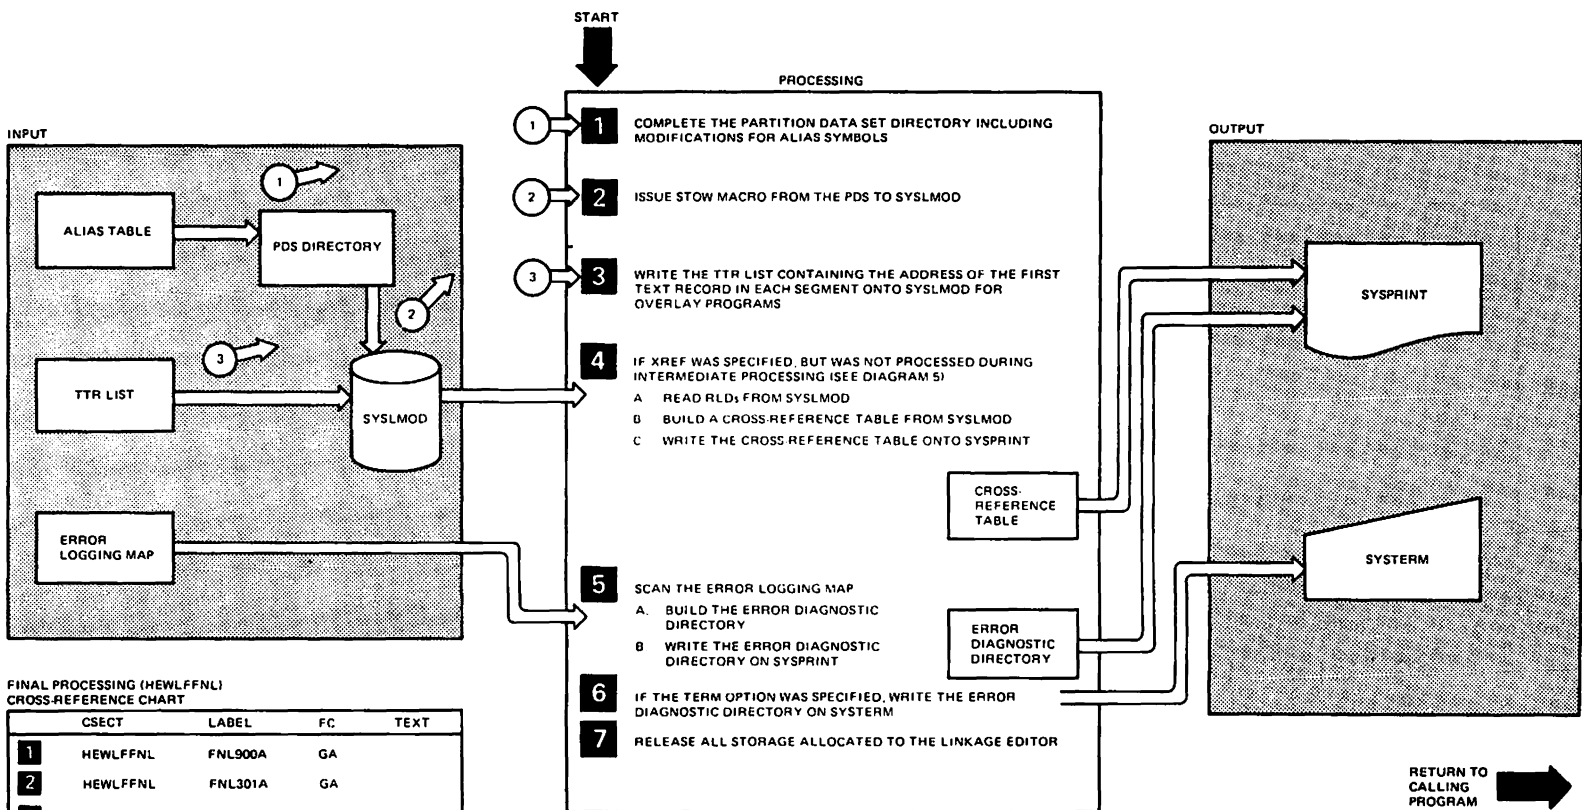 START
PROCESSING
INPUT
1
ALIAS TABLE
PDS DIRECTORY
2
3
TTR LIST
SYSLMOD
ERROR
LOGGING MAP
1
1
COMPLETE THE PARTITION DATA SET DIRECTORY INCLUDING
MODIFICATIONS FOR ALIAS SYMBOLS
2
2
ISSUE STOW MACRO FROM THE PDS TO SYSLMOD
3
3
WRITE THE TTR LIST CONTAINING THE ADDRESS OF THE FIRST
TEXT RECORD IN EACH SEGMENT ONTO SYSLMOD FOR
OVERLAY PROGRAMS
4
IF XREF WAS SPECIFIED, BUT WAS NOT PROCESSED DURING
INTERMEDIATE PROCESSING (SEE DIAGRAM 5)
A READ RLDs FROM SYSLMOD
B BUILD A CROSS-REFERENCE TABLE FROM SYSLMOD
C WRITE THE CROSS REFERENCE TABLE ONTO SYSPRINT
CROSS-
REFERENCE
TABLE
5
SCAN THE ERROR LOGGING MAP
A. BUILD THE ERROR DIAGNOSTIC
DIRECTORY
B WRITE THE ERROR DIAGNOSTIC
DIRECTORY ON SYSPRINT
ERROR
DIAGNOSTIC
DIRECTORY
6
IF THE TERM OPTION WAS SPECIFIED, WRITE THE ERROR
DIAGNOSTIC DIRECTORY ON SYSTERM
7
RELEASE ALL STORAGE ALLOCATED TO THE LINKAGE EDITOR
OUTPUT
SYSPRINT
SYSTERM
RETURN TO
CALLING
PROGRAM
FINAL PROCESSING (HEWLFFNL)
CROSS-REFERENCE CHART
CSECT LABEL FC TEXT
1 HEWLFFNL FNL900A GA
2 HEWLFFNL FNL301A GA